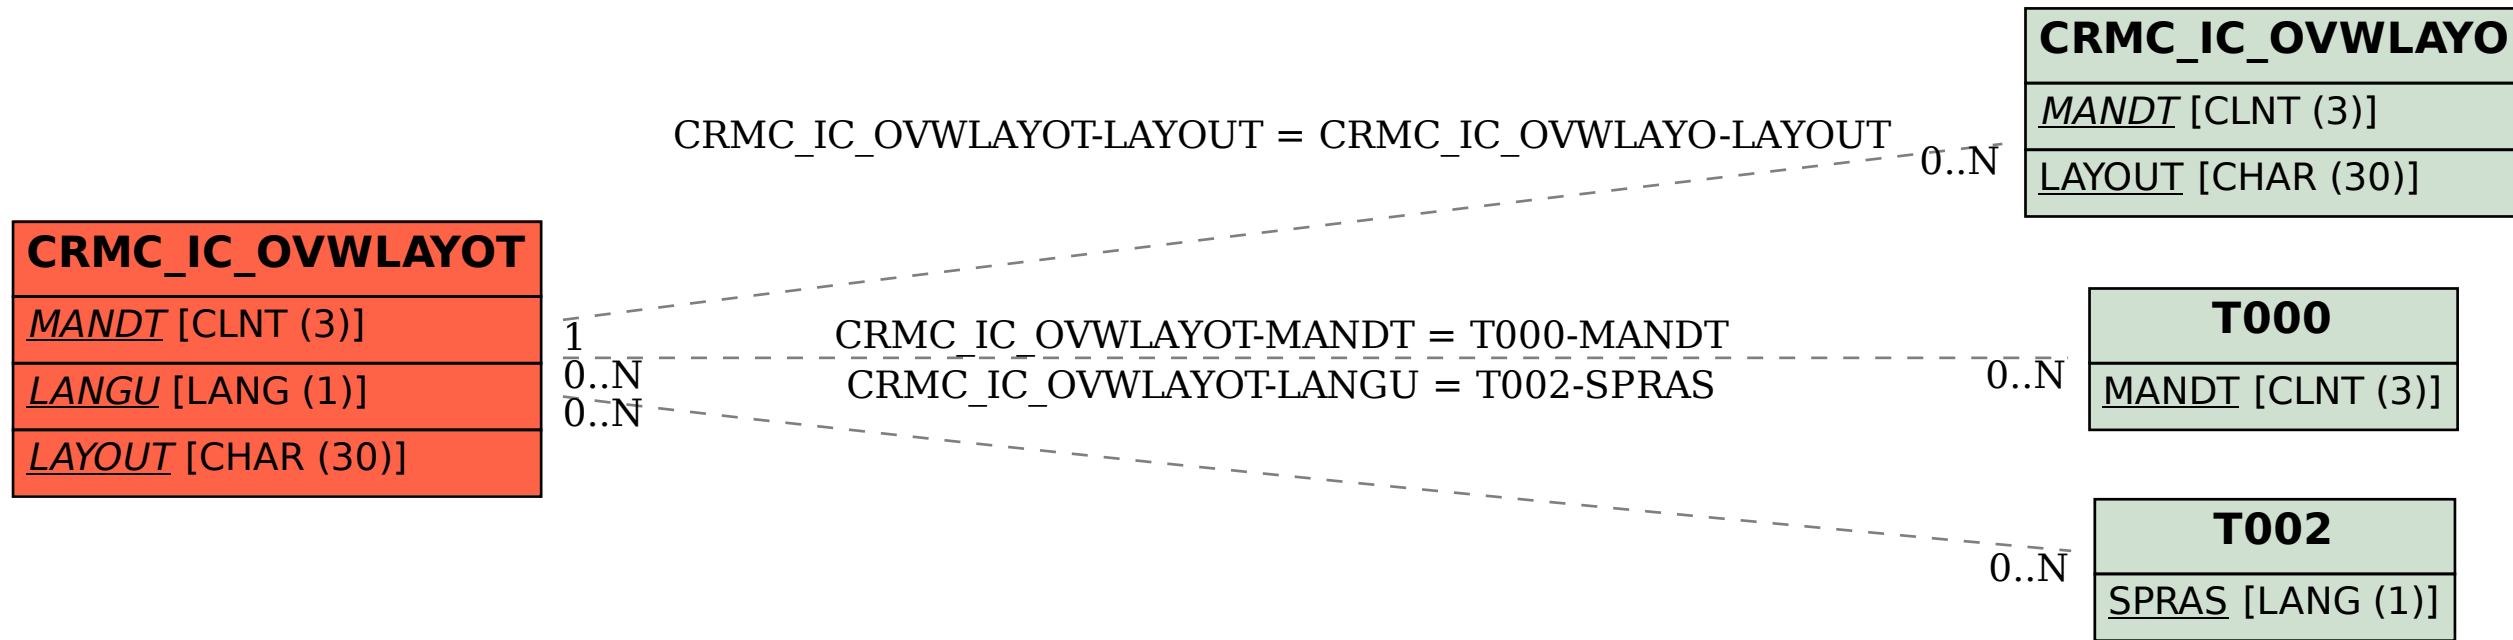 CRMC_IC_OVWLAYO
MANDT [CLNT (3)]
LAYOUT [CHAR (30)]
CRMC_IC_OVWLAYOT-LAYOUT = CRMC_IC_OVWLAYO-LAYOUT
0..N
CRMC_IC_OVWLAYOT
MANDT [CLNT (3)]
LANGU [LANG (1)]
LAYOUT [CHAR (30)]
1
CRMC_IC_OVWLAYOT-MANDT = T000-MANDT
0..N
0..N
CRMC_IC_OVWLAYOT-LANGU = T002-SPRAS
0..N
0..N
T000
MANDT [CLNT (3)]
T002
SPRAS [LANG (1)]